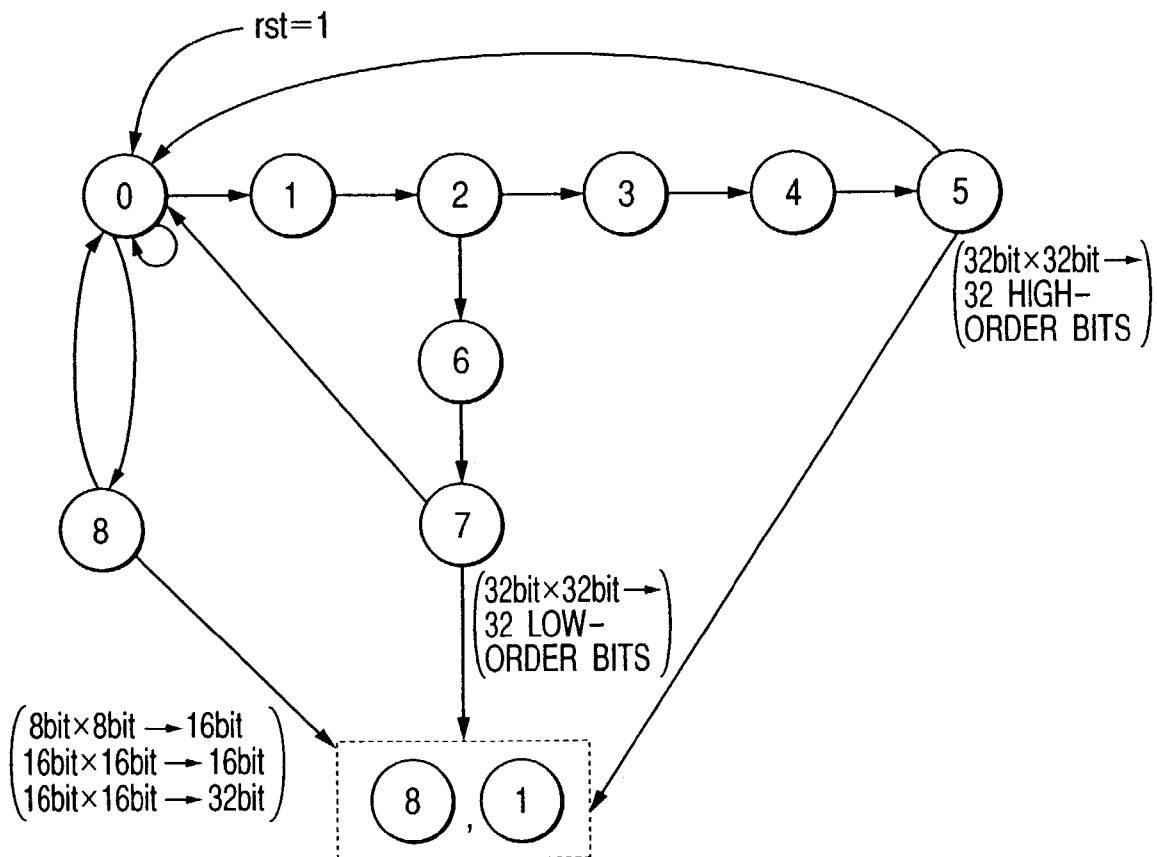 rst=1
0 1 2 3 4 5
(32bit×32bit→
32 HIGH-
ORDER BITS)
6
8
7
(32bit×32bit→
32 LOW-
ORDER BITS)
(8bit×8bit→16bit
16bit×16bit→16bit
16bit×16bit→32bit)
8 , 1